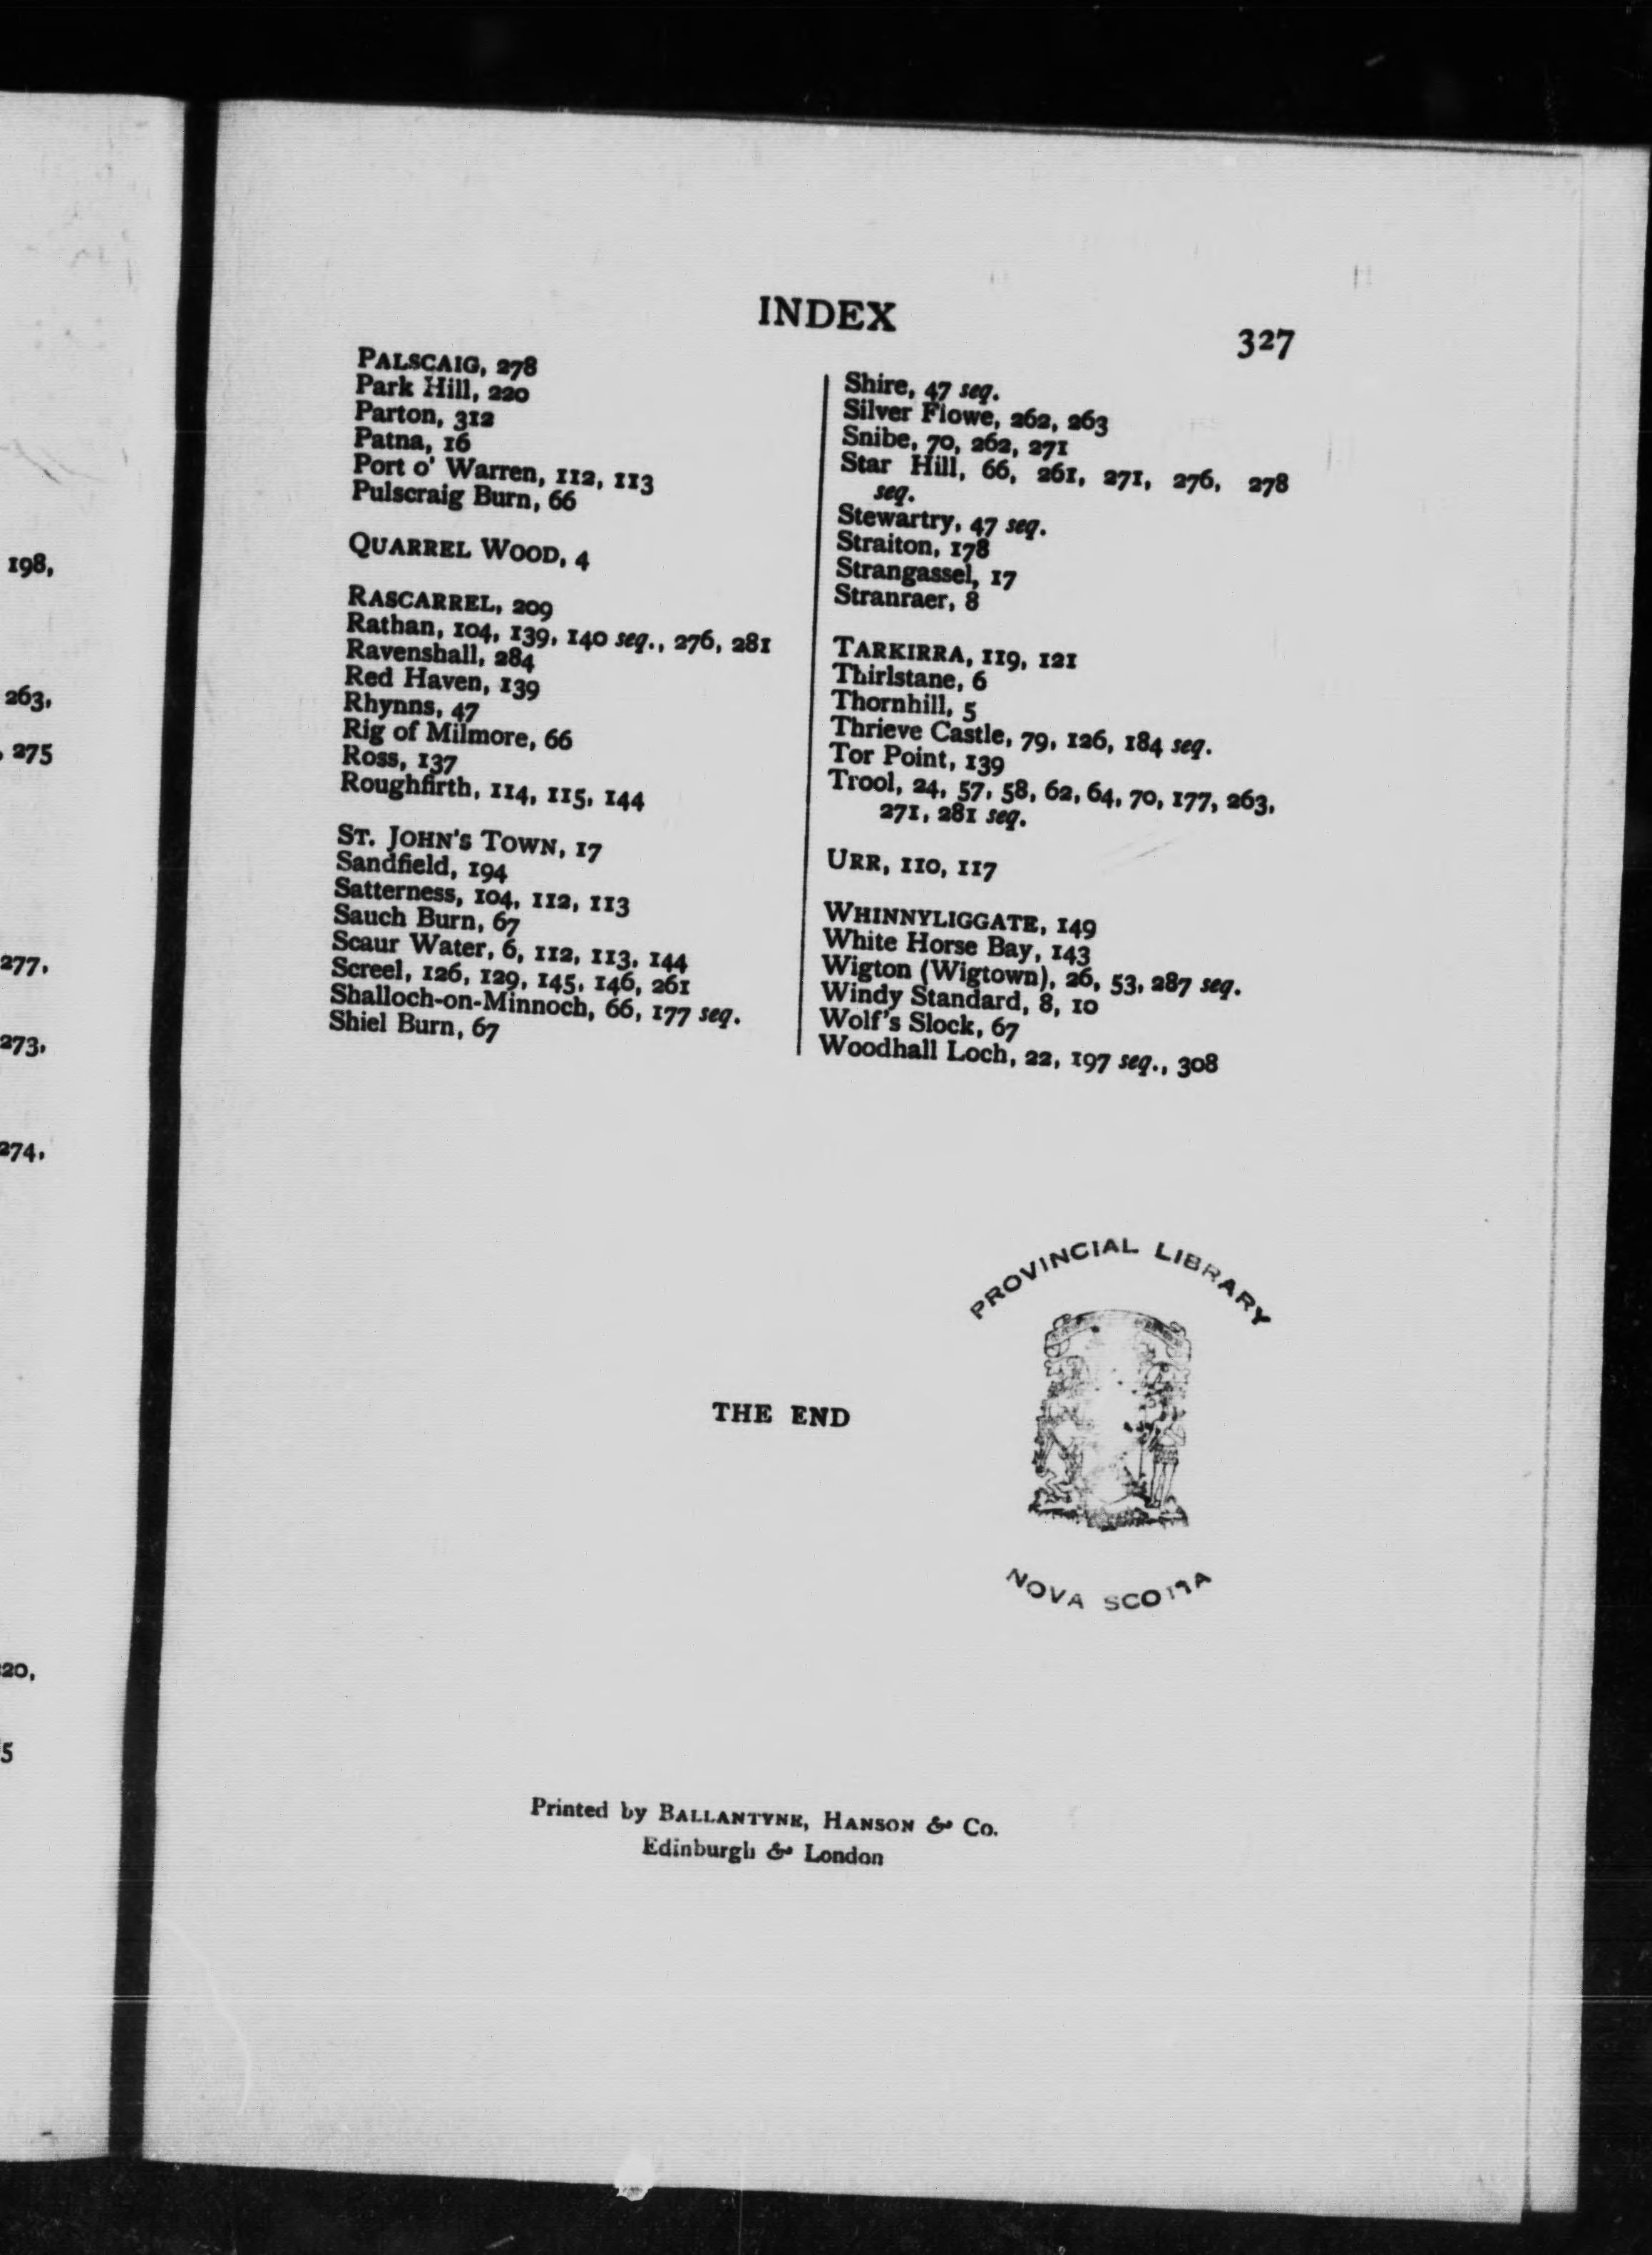 198,
263,
, 275
277,
273,
274,
20,
5
INDEX
327
PALSCAIG, 278
Park Hill, 220
Parton, 312
Patna, 16
Port o' Warren, 112, 113
Pulscraig Burn, 66
QUARREL WOOD, 4
RASCARREL, 209
Rathan, 104, 139, 140 seq., 276, 281
Ravenshall, 284
Red Haven, 139
Rhynns, 47
Rig of Milmore, 66
Ross, 137
Roughfirth, 114, 115, 144
ST. JOHN'S TOWN, 17
Sandfield, 194
Satterness, 104, 112, 113
Sauch Burn, 67
Scaur Water, 6, 112, 113, 144
Screel, 126, 129, 145, 146, 261
Shalloch-on-Minnoch, 66, 177 seq.
Shiel Burn, 67
Shire, 47 seq.
Silver Flowe, 262, 263
Snibe, 70, 262, 271
Star Hill, 66, 261, 271, 276, 278
seq.
Stewartry, 47 seq.
Straiton, 178
Strangassel, 17
Stranraer, 8
TARKIRRA, 119, 121
Thirlstane, 6
Thornhill, 5
Thrieve Castle, 79, 126, 184 seq.
Tor Point, 139
Trool, 24, 57, 58, 62, 64, 70, 177, 263,
271, 281 seq.
URR, 110, 117
WHINNYLIGGATE, 149
White Horse Bay, 143
Wigton (Wigtown), 26, 53, 287 seq.
Windy Standard, 8, 10
Wolf's Slock, 67
Woodhall Loch, 22, 197 seq., 308
PROVINCIAL LIBRARY
THE END
NOVA SCOTIA
Printed by BALLANTYNE, HANSON & Co.
Edinburgh & London